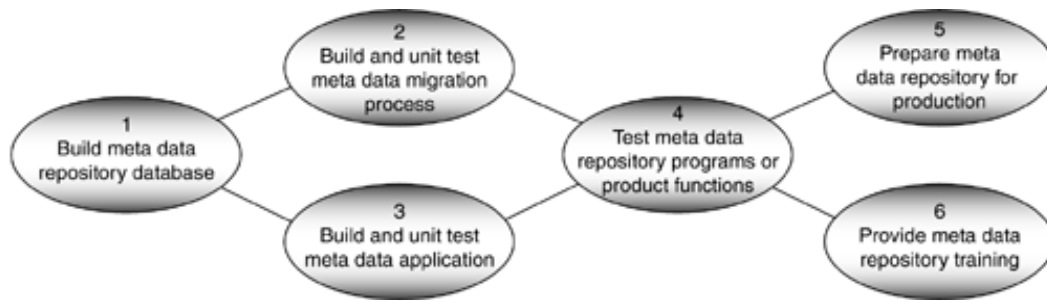 1
Build meta data
repository database
2
Build and unit test
meta data migration
process
3
Build and unit test
meta data application
4
Test meta data
repository programs or
product functions
5
Prepare meta
data repository for
production
6
Provide meta data
repository training